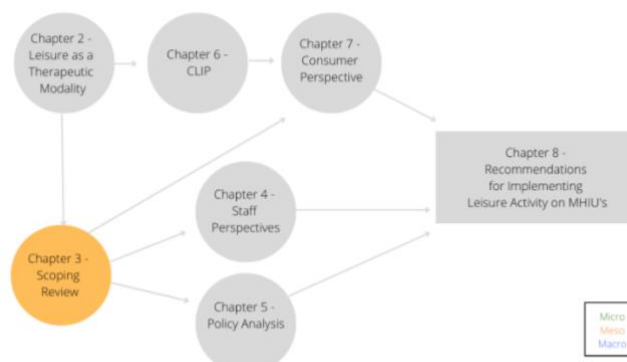 Chapter 2 -
Leisure as a
Therapeutic
Modality
Chapter 6 -
CLIP
Chapter 7 -
Consumer
Perspective
Chapter 8 -
Recommendations
for Implementing
Leisure Activity on MHIU's
Chapter 4 -
Staff
Perspectives
Chapter 3 -
Scoping
Review
Chapter 5 -
Policy Analysis
Micro
Meso
Macro